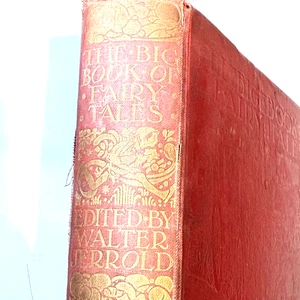 THE·BIG
BOOK·OF
FAIRY
TALES
EDITED·BY
WALTER
JERROLD